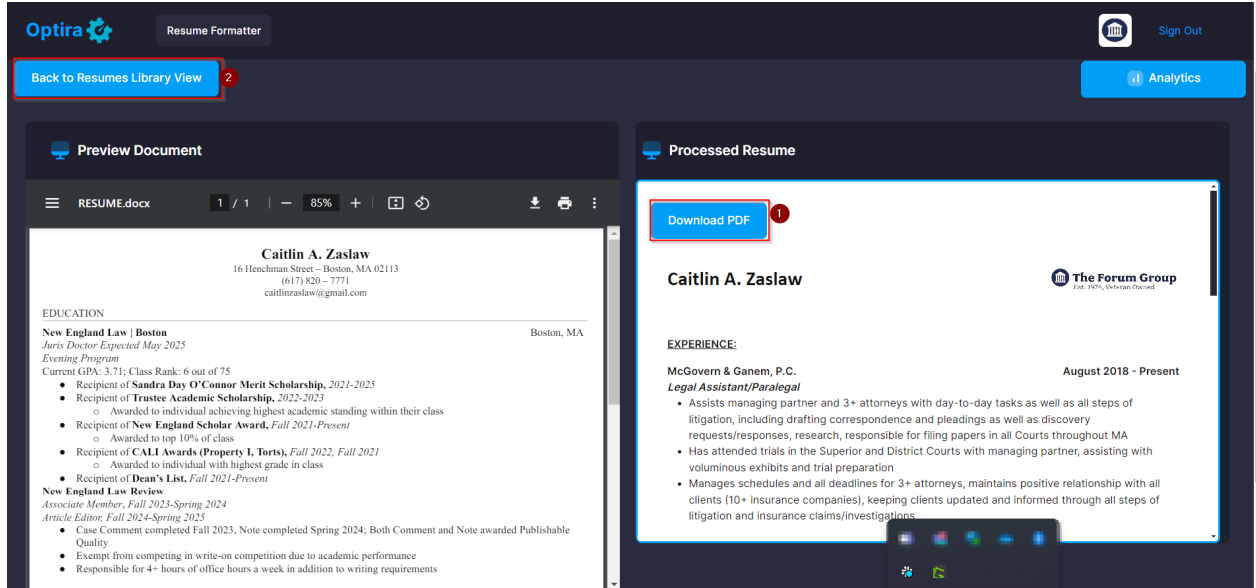 Optira
Resume Formatter
Sign Out
Back to Resumes Library View
2
Analytics
Preview Document
RESUME.docx
1 / 1
85%
Caitlin A. Zaslaw
16 Henchman Street – Boston, MA 02113
(617) 820 – 7771
caitlinzaslaw@gmail.com
EDUCATION
New England Law | Boston Boston, MA
Juris Doctor Expected May 2025
Evening Program
Current GPA: 3.71; Class Rank: 6 out of 75
● Recipient of Sandra Day O’Connor Merit Scholarship, 2021-2025
● Recipient of Trustee Academic Scholarship, 2022-2023
○ Awarded to individual achieving highest academic standing within their class
● Recipient of New England Scholar Award, Fall 2021-Present
○ Awarded to top 10% of class
● Recipient of CALI Awards (Property I, Torts), Fall 2022, Fall 2021
○ Awarded to individual with highest grade in class
● Recipient of Dean’s List, Fall 2021-Present
New England Law Review
Associate Member, Fall 2023-Spring 2024
Article Editor, Fall 2024-Spring 2025
● Case Comment completed Fall 2023, Note completed Spring 2024; Both Comment and Note awarded Publishable
Quality
● Exempt from competing in write-on competition due to academic performance
● Responsible for 4+ hours of office hours a week in addition to writing requirements
Processed Resume
Download PDF
1
Caitlin A. Zaslaw
The Forum Group
Est. 1974, Veteran Owned
EXPERIENCE:
McGovern & Ganem, P.C. August 2018 - Present
Legal Assistant/Paralegal
• Assists managing partner and 3+ attorneys with day-to-day tasks as well as all steps of
litigation, including drafting correspondence and pleadings as well as discovery
requests/responses, research, responsible for filing papers in all Courts throughout MA
• Has attended trials in the Superior and District Courts with managing partner, assisting with
voluminous exhibits and trial preparation
• Manages schedules and all deadlines for 3+ attorneys, maintains positive relationship with all
clients (10+ insurance companies), keeping clients updated and informed through all steps of
litigation and insurance claims/investigations